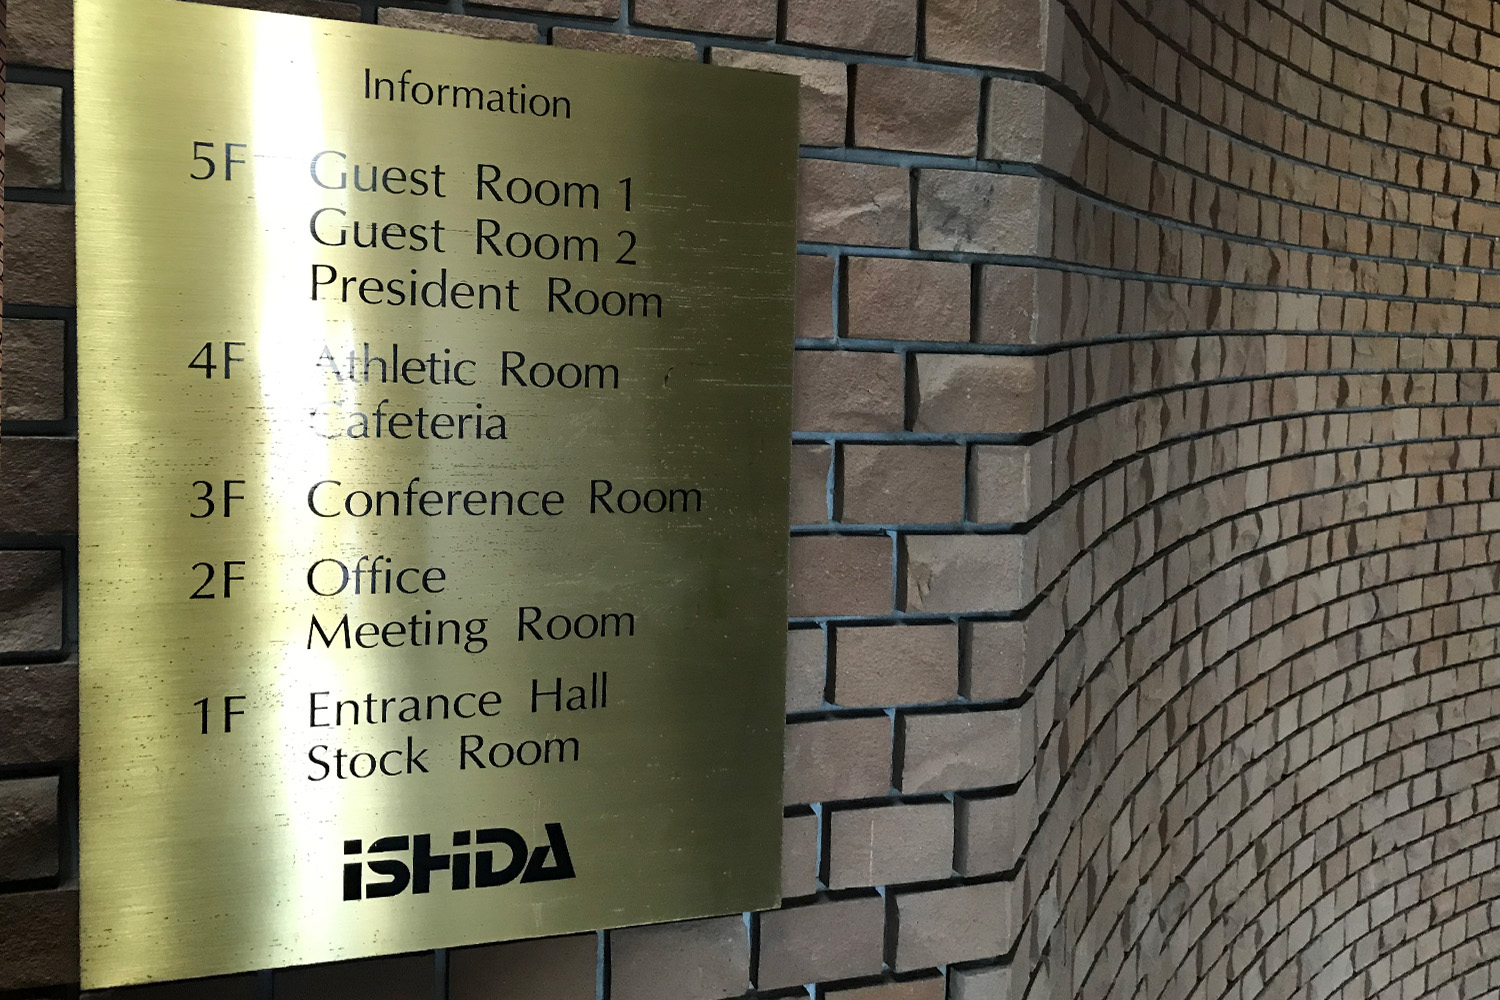 Information
5F Guest Room 1
Guest Room 2
President Room
4F Athletic Room
Cafeteria
3F Conference Room
2F Office
Meeting Room
1F Entrance Hall
Stock Room
iSHiDA